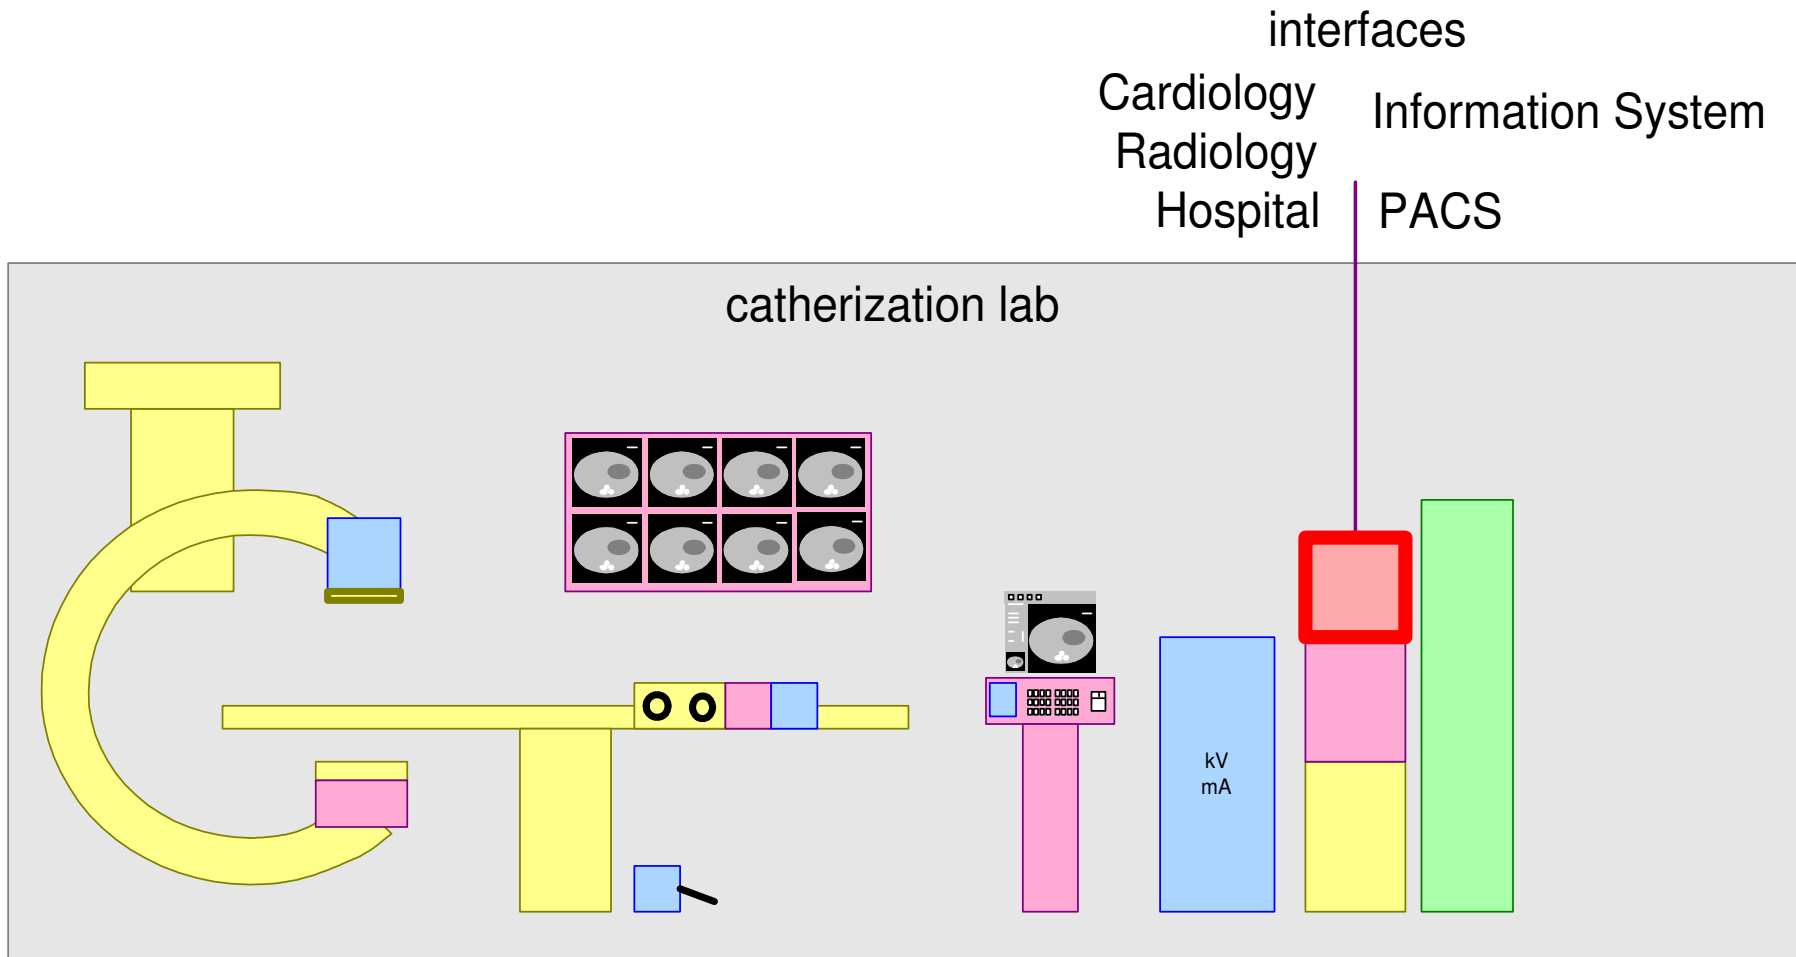 interfaces
Cardiology
Radiology
Hospital
Information System
PACS
catherization lab
kV
mA